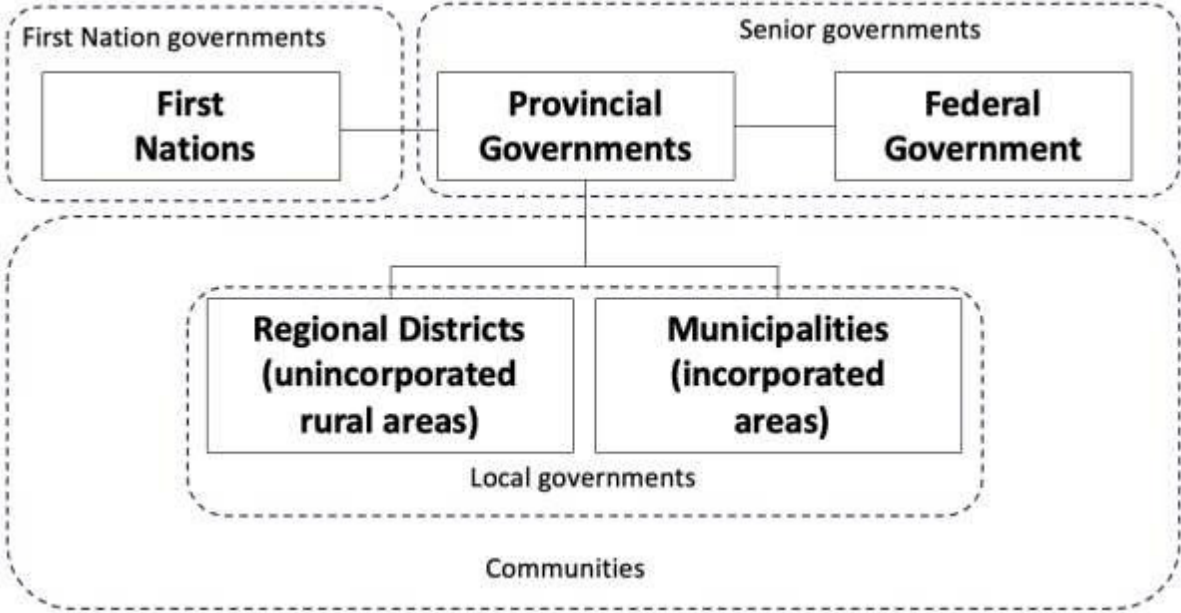 First Nation governments
Senior governments
First
Nations
Provincial
Governments
Federal
Government
Regional Districts
(unincorporated
rural areas)
Municipalities
(incorporated
areas)
Local governments
Communities